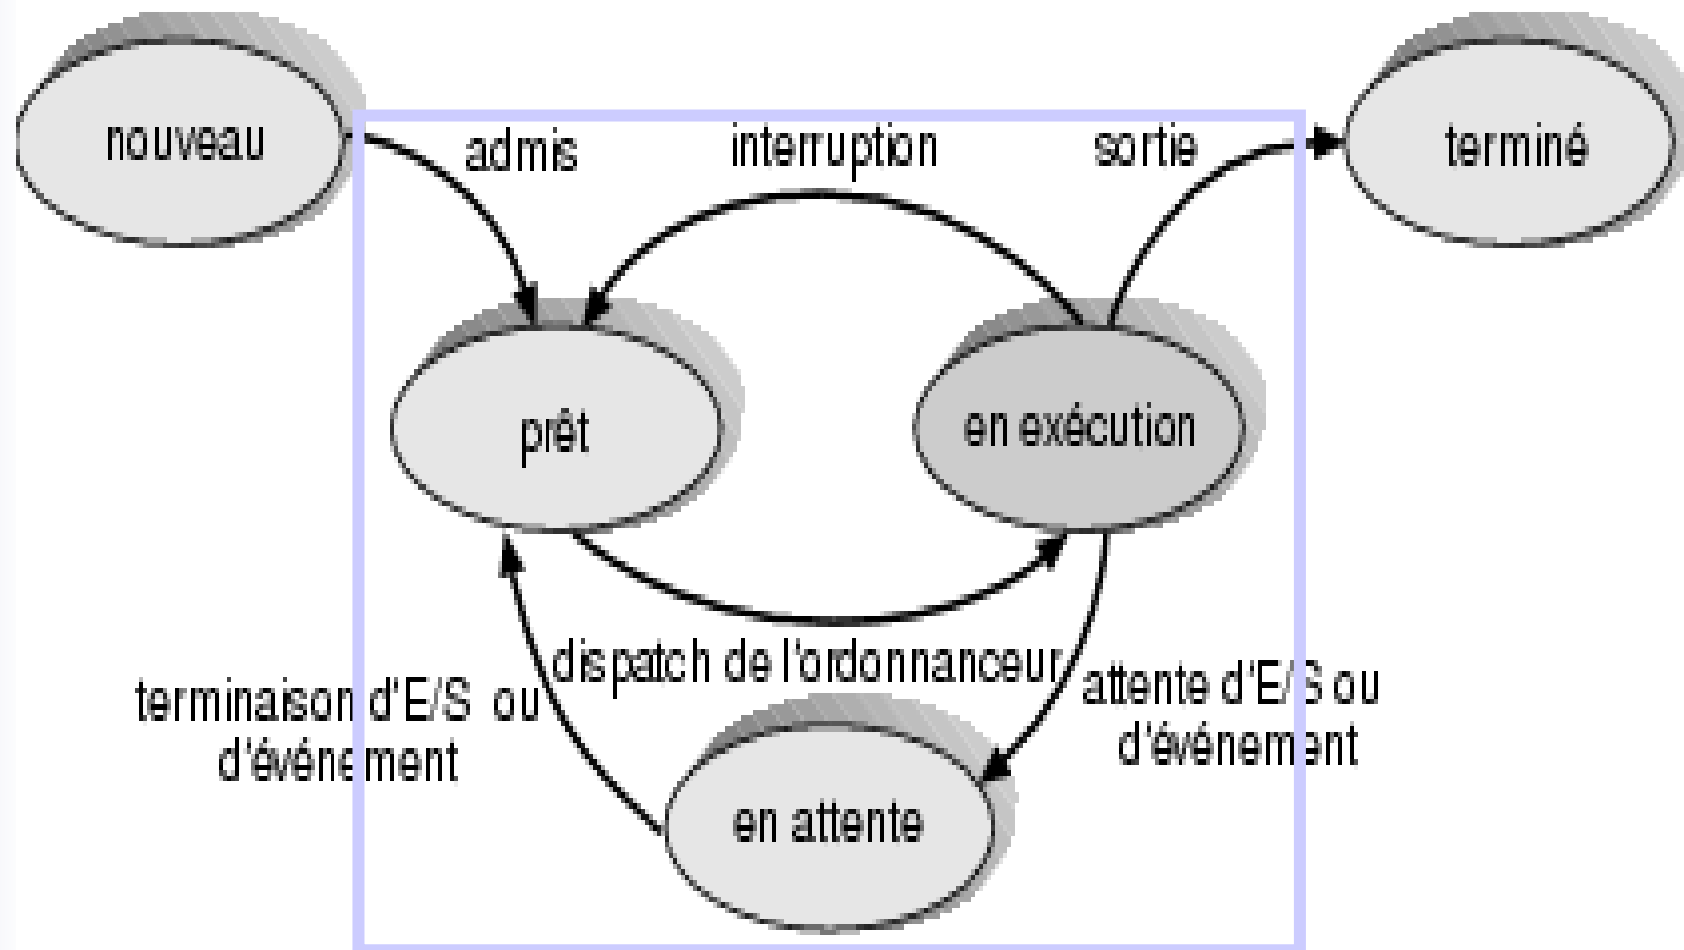 nouveau
admis
interruption
sortie
terminé
prêt
en exécution
dispatch de l'ordonnanceur
terminaison d'E/S ou
d'événement
attente d'E/S ou
d'événement
en attente